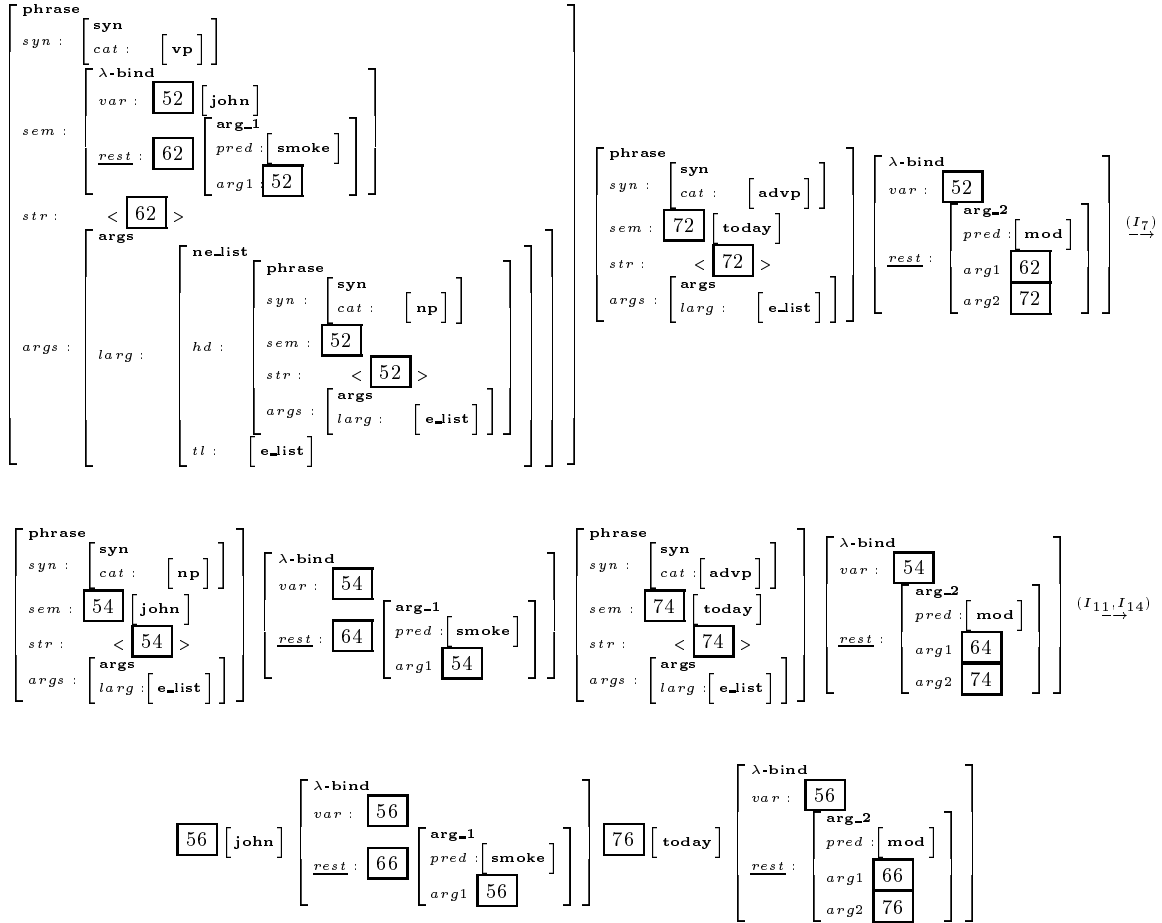 phrase
syn : syn
cat : vp
sem : λ-bind
var : 52 john
rest : 62 arg_1
pred : smoke
arg1 : 52
str : < 62 >
args : args
larg : ne_list
hd : phrase
syn : syn
cat : np
sem : 52
str : < 52 >
args : args
larg : e_list
tl : e_list
phrase
syn : syn
cat : advp
sem : 72 today
str : < 72 >
args : args
larg : e_list
λ-bind
var : 52
rest : arg_2
pred : mod
arg1 62
arg2 72
(I7)
→
phrase
syn : syn
cat : np
sem : 54 john
str : < 54 >
args : args
larg : e_list
λ-bind
var : 54
rest : 64 arg_1
pred : smoke
arg1 54
phrase
syn : syn
cat : advp
sem : 74 today
str : < 74 >
args : args
larg : e_list
λ-bind
var : 54
rest : arg_2
pred : mod
arg1 64
arg2 74
(I11,I14)
→
56 john
λ-bind
var : 56
rest : 66 arg_1
pred : smoke
arg1 56
76 today
λ-bind
var : 56
rest : arg_2
pred : mod
arg1 66
arg2 76